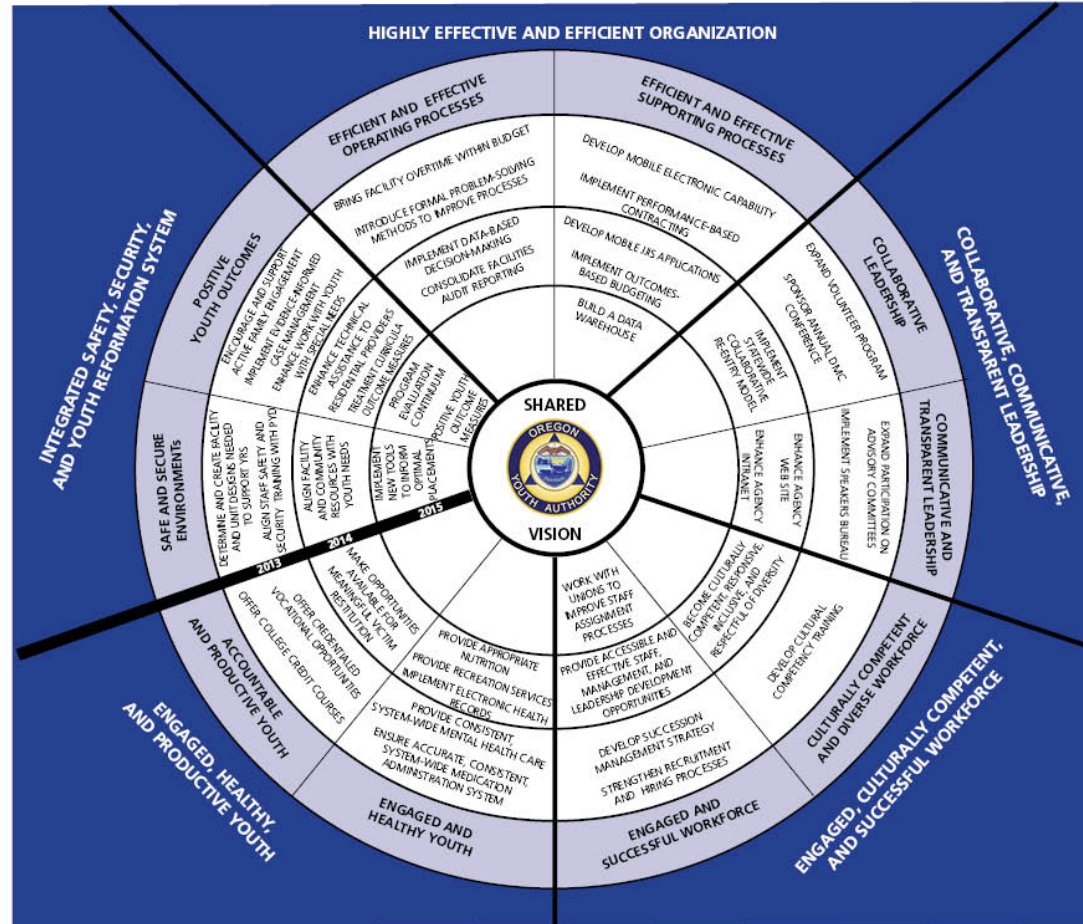 HIGHLY EFFECTIVE AND EFFICIENT ORGANIZATION
EFFICIENT AND EFFECTIVE
OPERATING PROCESSES
BRING FACILITY OVERTIME WITHIN BUDGET
INTRODUCE FORMAL PROBLEM-SOLVING
METHODS TO IMPROVE PROCESSES
IMPLEMENT DATA-BASED
DECISION-MAKING
CONSOLIDATE FACILITIES
AUDIT REPORTING
EFFICIENT AND EFFECTIVE
SUPPORTING PROCESSES
DEVELOP MOBILE ELECTRONIC CAPABILITY
IMPLEMENT PERFORMANCE-BASED
CONTRACTING
DEVELOP MOBILE JJIS APPLICATIONS
IMPLEMENT OUTCOMES-
BASED BUDGETING
BUILD A DATA
WAREHOUSE
COLLABORATIVE, COMMUNICATIVE,
AND TRANSPARENT LEADERSHIP
COLLABORATIVE
LEADERSHIP
EXPAND VOLUNTEER PROGRAM
SPONSOR ANNUAL DMC
CONFERENCE
IMPLEMENT
STATEWIDE
COLLABORATIVE
RE-ENTRY MODEL
COMMUNICATIVE AND
TRANSPARENT LEADERSHIP
EXPAND PARTICIPATION ON
ADVISORY COMMITTEES
IMPLEMENT SPEAKERS BUREAU
ENHANCE AGENCY
WEB SITE
ENHANCE AGENCY
INTRANET
ENGAGED, CULTURALLY COMPETENT,
AND SUCCESSFUL WORKFORCE
CULTURALLY COMPETENT
AND DIVERSE WORKFORCE
DEVELOP CULTURAL
COMPETENCY TRAINING
BECOME CULTURALLY
COMPETENT, RESPONSIVE,
INCLUSIVE, AND
RESPECTFUL OF DIVERSITY
WORK WITH
UNIONS TO
IMPROVE STAFF
ASSIGNMENT
PROCESSES
PROVIDE ACCESSIBLE AND
EFFECTIVE STAFF,
MANAGEMENT, AND
LEADERSHIP DEVELOPMENT
OPPORTUNITIES
DEVELOP SUCCESSION
MANAGEMENT STRATEGY
STRENGTHEN RECRUITMENT
AND HIRING PROCESSES
ENGAGED AND
SUCCESSFUL WORKFORCE
ENGAGED, HEALTHY,
AND PRODUCTIVE YOUTH
PROVIDE APPROPRIATE
NUTRITION
PROVIDE RECREATION SERVICES
IMPLEMENT ELECTRONIC HEALTH
RECORDS
PROVIDE CONSISTENT,
SYSTEM-WIDE MENTAL HEALTH CARE
ENSURE ACCURATE, CONSISTENT,
SYSTEM-WIDE MEDICATION
ADMINISTRATION SYSTEM
ENGAGED AND
HEALTHY YOUTH
MAKE OPPORTUNITIES
AVAILABLE FOR
MEANINGFUL VICTIM
RESTITUTION
OFFER CREDENTIALED
VOCATIONAL OPPORTUNITIES
OFFER COLLEGE CREDIT COURSES
ACCOUNTABLE
AND PRODUCTIVE YOUTH
2013
2014
2015
INTEGRATED SAFETY, SECURITY,
AND YOUTH REFORMATION SYSTEM
SAFE AND SECURE
ENVIRONMENTS
DETERMINE AND CREATE FACILITY
AND UNIT DESIGNS NEEDED
TO SUPPORT YRS
ALIGN STAFF SAFETY AND
SECURITY TRAINING WITH PYD
ALIGN FACILITY
AND COMMUNITY
RESOURCES WITH
YOUTH NEEDS
IMPLEMENT
NEW TOOLS
TO INFORM
OPTIMAL
PLACEMENT
POSITIVE
YOUTH OUTCOMES
ENCOURAGE AND SUPPORT
ACTIVE FAMILY ENGAGEMENT
IMPLEMENT EVIDENCE-INFORMED
CASE MANAGEMENT
ENHANCE WORK WITH YOUTH
WITH SPECIAL NEEDS
ENHANCE TECHNICAL
ASSISTANCE TO
RESIDENTIAL PROVIDERS
TREATMENT CURRICULA
OUTCOME MEASURES
PROGRAM
EVALUATION
CONTINUUM
POSITIVE YOUTH
OUTCOME
MEASURES
SHARED
OREGON
YOUTH AUTHORITY
VISION